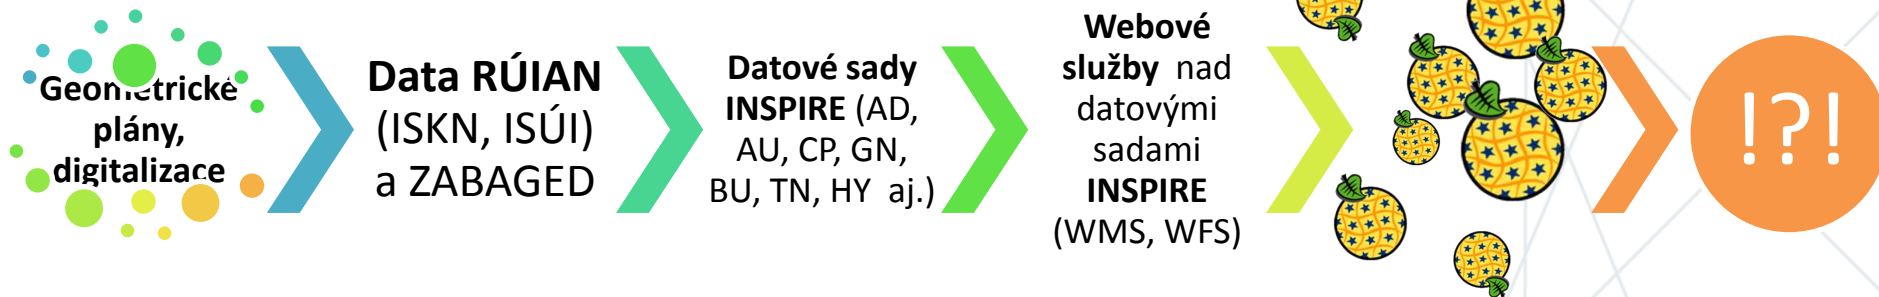 Geometrické
plány,
digitalizace
Data RÚIAN
(ISKN, ISÚI)
a ZABAGED
Datové sady
INSPIRE (AD,
AU, CP, GN,
BU, TN, HY aj.)
Webové
služby nad
datovými
sadami
INSPIRE
(WMS, WFS)
!?!